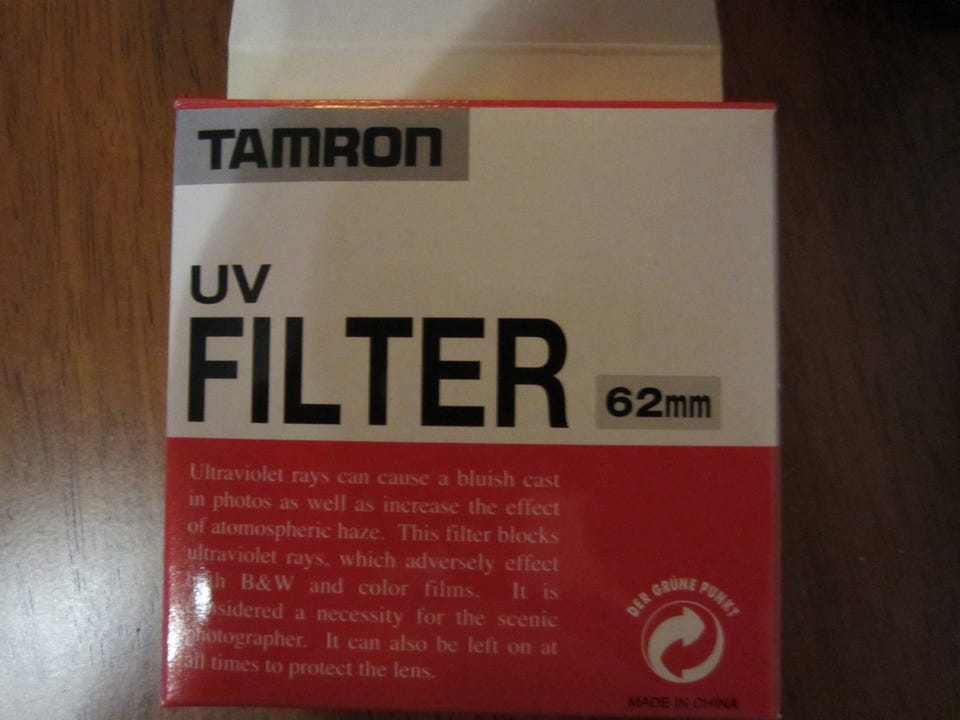 TAMRON
UV
FILTER
62mm
Ultraviolet rays can cause a bluish cast
in photos as well as increase the effect
of atomospheric haze. This filter blocks
ultraviolet rays, which adversely effect
both B&W and color films. It is
considered a necessity for the scenic
photographer. It can also be left on at
all times to protect the lens.
DER GRÜNE PUNKT
MADE IN CHINA